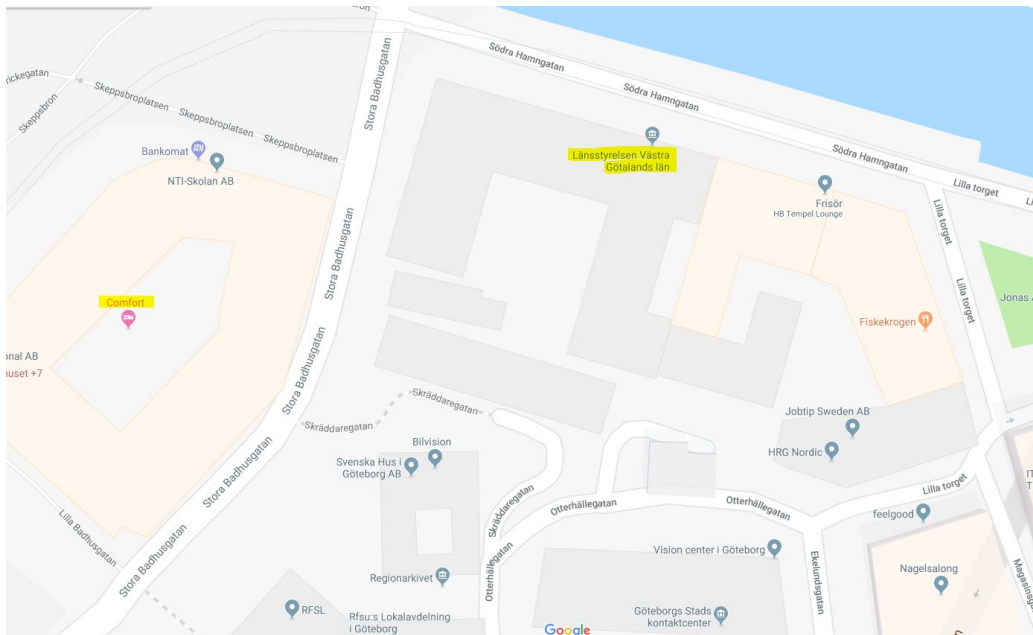 Södra Hamngatan
Södra Hamngatan
Södra Hamngatan
Lilla torget
Stora Badhusgatan
Skeppsbroplatsen
Skeppsbroplatsen
Skeppsbroplatsen
Skeppsbron
Bankomat
NTI-Skolan AB
Länsstyrelsen Västra
Götalands län
Frisör
HB Tempel Lounge
Lilla torget
Lilla torget
Stora Badhusgatan
Comfort
Fiskekrogen
Stora Badhusgatan
Skräddaregatan
Skräddaregatan
Jobtip Sweden AB
HRG Nordic
Bilvision
Svenska Hus i
Göteborg AB
Stora Badhusgatan
Lilla Badhusgatan
Stora Badhusgatan
Skräddaregatan
Otterhällegatan
Otterhällegatan
Otterhällegatan
Lilla torget
feelgood
Vision center i Göteborg
Ekelundsgatan
Nagelsalong
Regionarkivet
RFSL
Rfsu:s Lokalavdelning
i Göteborg
Göteborgs Stads
kontaktcenter
Google